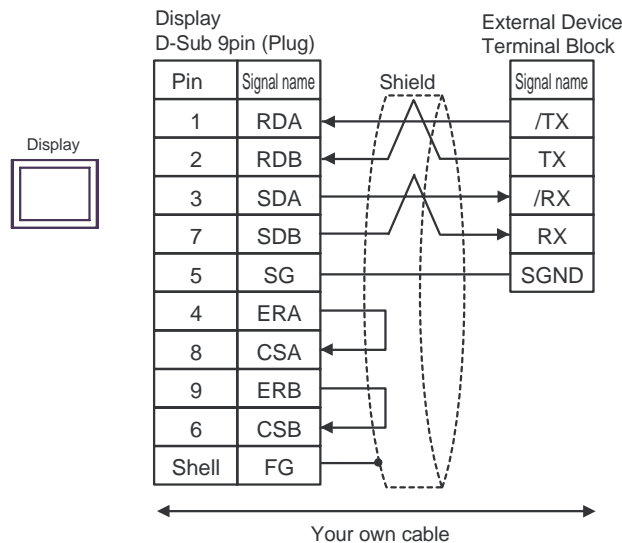 Display
D-Sub 9pin (Plug)
External Device
Terminal Block
Pin Signal name Shield Signal name
1 RDA /TX
Display
2 RDB TX
3 SDA /RX
7 SDB RX
5 SG SGND
4 ERA
8 CSA
9 ERB
6 CSB
Shell FG
Your own cable